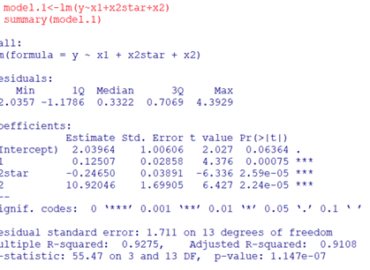 model.1<-lm(y~x1+x2star+x2)
summary(model.1)
all:
m(formula = y ~ x1 + x2star + x2)
esiduals:
Min 1Q Median 3Q Max
2.0357 -1.1786 0.3322 0.7069 4.3929
oefficients:
Estimate Std. Error t value Pr(>|t|)
Intercept) 2.03964 1.00606 2.027 0.06364 .
1 0.12507 0.02858 4.376 0.00075 ***
2star -0.24650 0.03891 -6.336 2.59e-05 ***
2 10.92046 1.69905 6.427 2.24e-05 ***
--
ignif. codes: 0 ‘***’ 0.001 ‘**’ 0.01 ‘*’ 0.05 ‘.’ 0.1 ‘ ’
esidual standard error: 1.711 on 13 degrees of freedom
ultiple R-squared: 0.9275, Adjusted R-squared: 0.9108
-statistic: 55.47 on 3 and 13 DF, p-value: 1.147e-07